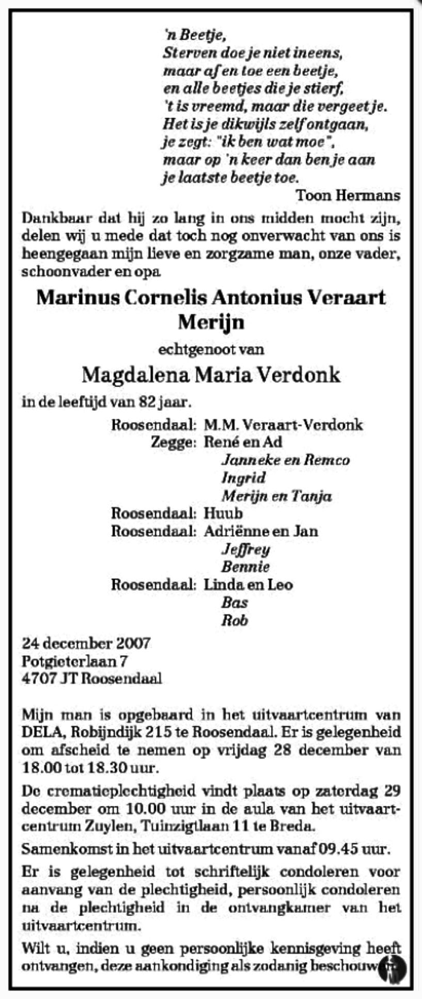 'n Beetje,
Sterven doe je niet ineens,
maar af en toe een beetje,
en alle beetjes die je stierf,
't is vreemd, maar die vergeet je.
Het is je dikwijls zelf ontgaan,
je zegt: "ik ben wat moe",
maar op 'n keer dan ben je aan
je laatste beetje toe.
Toon Hermans
Dankbaar dat hij zo lang in ons midden mocht zijn,
delen wij u mede dat toch nog onverwacht van ons is
heengegaan mijn lieve en zorgzame man, onze vader,
schoonvader en opa
Marinus Cornelis Antonius Veraart
Merijn
echtgenoot van
Magdalena Maria Verdonk
in de leeftijd van 82 jaar.
Roosendaal: M.M. Veraart-Verdonk
Zegge: René en Ad
Janneke en Remco
Ingrid
Merijn en Tanja
Roosendaal: Huub
Roosendaal: Adriënne en Jan
Jeffrey
Bennie
Roosendaal: Linda en Leo
Bas
Rob
24 december 2007
Potgieterlaan 7
4707 JT Roosendaal
Mijn man is opgebaard in het uitvaartcentrum van
DELA, Robijndijk 215 te Roosendaal. Er is gelegenheid
om afscheid te nemen op vrijdag 28 december van
18.00 tot 18.30 uur.
De crematieplechtigheid vindt plaats op zaterdag 29
december om 10.00 uur in de aula van het uitvaart-
centrum Zuylen, Tuinzigtlaan 11 te Breda.
Samenkomst in het uitvaartcentrum vanaf 09.45 uur.
Er is gelegenheid tot schriftelijk condoleren voor
aanvang van de plechtigheid, persoonlijk condoleren
na de plechtigheid in de ontvangkamer van het
uitvaartcentrum.
Wilt u, indien u geen persoonlijke kennisgeving heeft
ontvangen, deze aankondiging als zodanig beschouwen.